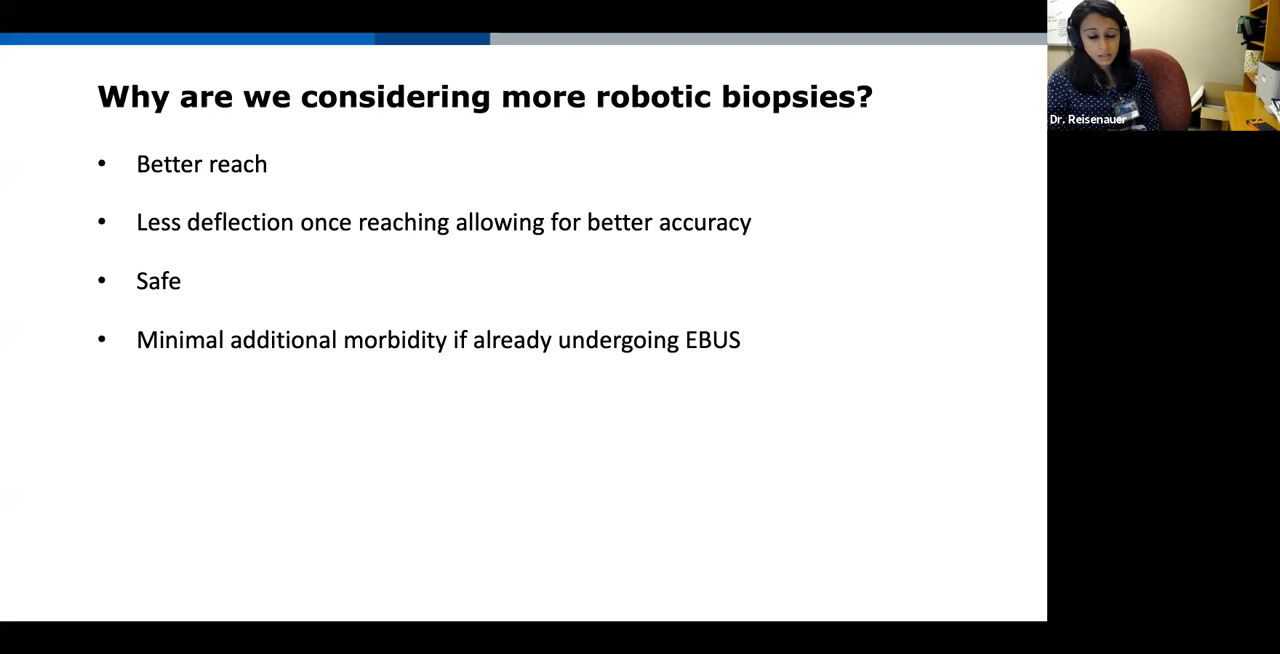 Why are we considering more robotic biopsies?
• Better reach
• Less deflection once reaching allowing for better accuracy
• Safe
• Minimal additional morbidity if already undergoing EBUS
Dr. Reisenauer